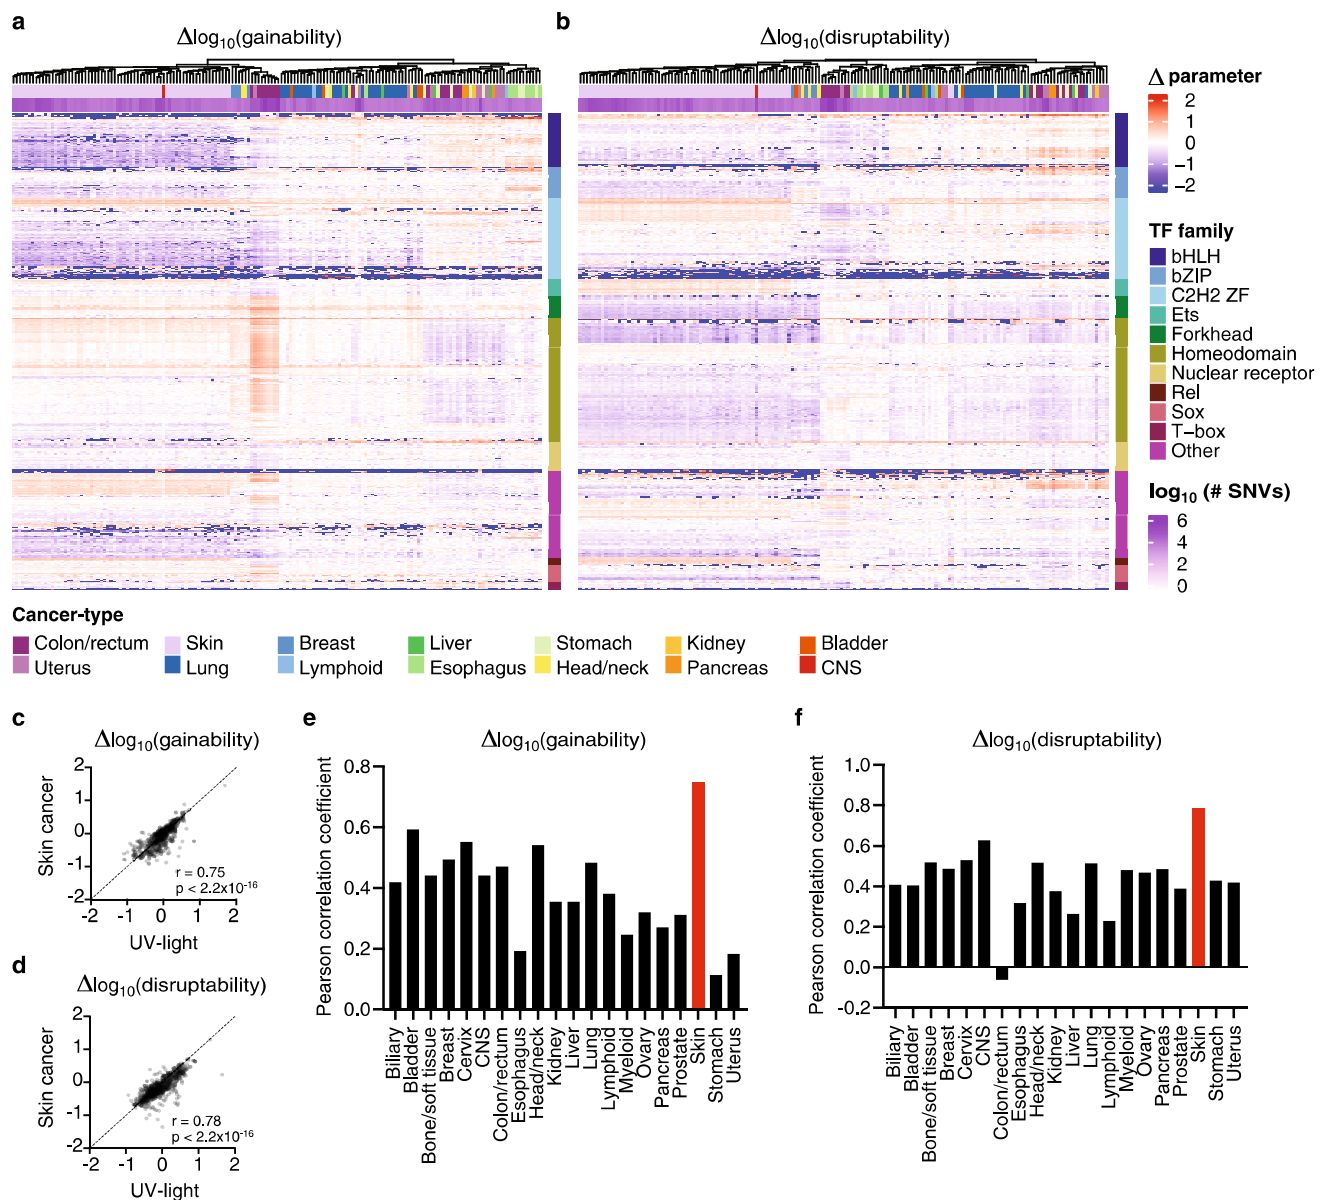 a
Δlog10(gainability)
b
Δlog10(disruptability)
Δ parameter
2
1
0
−1
−2
TF family
bHLH
bZIP
C2H2 ZF
Ets
Forkhead
Homeodomain
Nuclear receptor
Rel
Sox
T−box
Other
log10 (# SNVs)
6
4
2
0
Cancer-type
Colon/rectum
Skin
Breast
Liver
Stomach
Kidney
Bladder
Uterus
Lung
Lymphoid
Esophagus
Head/neck
Pancreas
CNS
c
Δlog10(gainability)
Skin cancer
2
1
0
-1
-2
r = 0.75
p < 2.2x10-16
-2 -1 0 1 2
UV-light
d
Δlog10(disruptability)
Skin cancer
2
1
0
-1
-2
r = 0.78
p < 2.2x10-16
-2 -1 0 1 2
UV-light
e
Δlog10(gainability)
Pearson correlation coefficient
0.8
0.6
0.4
0.2
0.0
Biliary
Bladder
Bone/soft tissue
Breast
Cervix
CNS
Colon/rectum
Esophagus
Head/neck
Kidney
Liver
Lung
Lymphoid
Myeloid
Ovary
Pancreas
Prostate
Skin
Stomach
Uterus
f
Δlog10(disruptability)
Pearson correlation coefficient
1.0
0.8
0.6
0.4
0.2
0.0
-0.2
Biliary
Bladder
Bone/soft tissue
Breast
Cervix
CNS
Colon/rectum
Esophagus
Head/neck
Kidney
Liver
Lung
Lymphoid
Myeloid
Ovary
Pancreas
Prostate
Skin
Stomach
Uterus